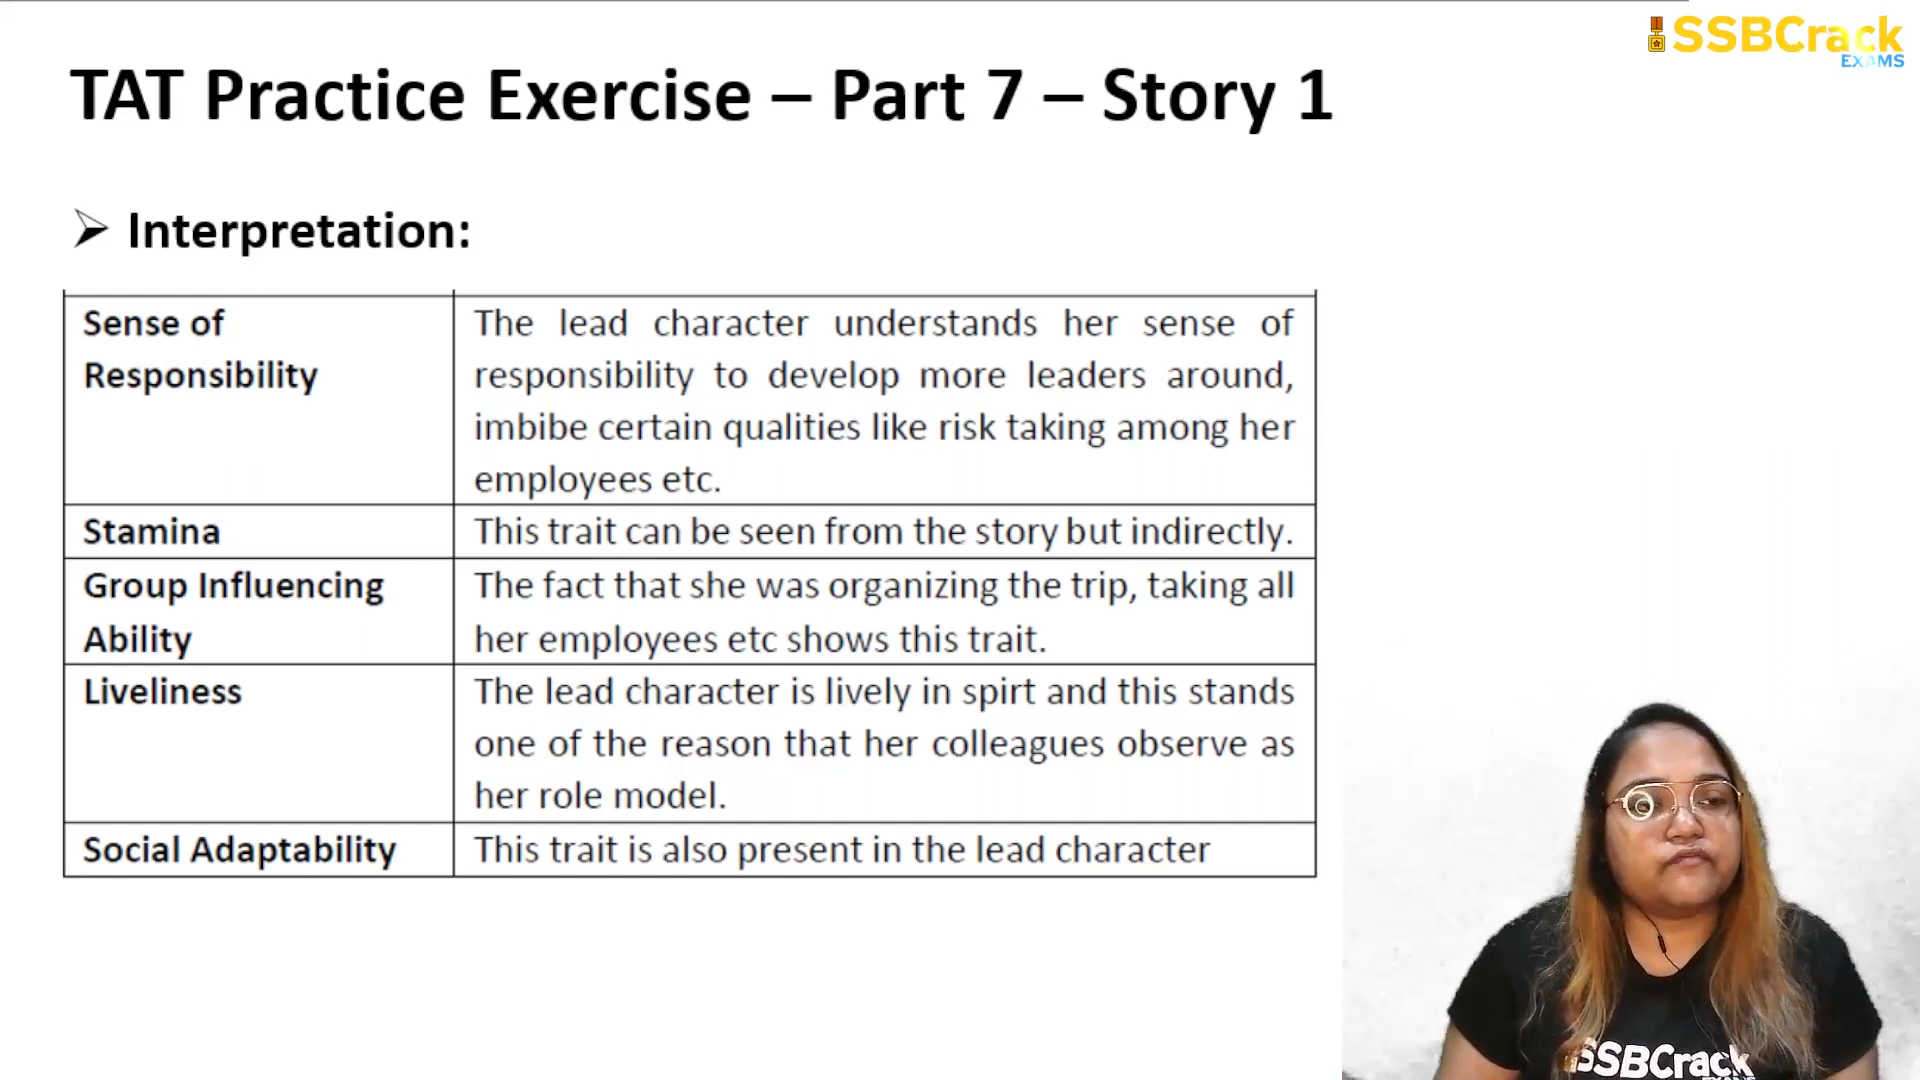 SSBCrack
EXAMS
TAT Practice Exercise – Part 7 – Story 1
Interpretation:
Sense of
Responsibility
The lead character understands her sense of
responsibility to develop more leaders around,
imbibe certain qualities like risk taking among her
employees etc.
Stamina
This trait can be seen from the story but indirectly.
Group Influencing
Ability
The fact that she was organizing the trip, taking all
her employees etc shows this trait.
Liveliness
The lead character is lively in spirt and this stands
one of the reason that her colleagues observe as
her role model.
Social Adaptability
This trait is also present in the lead character
SSBCrack
EXAMS